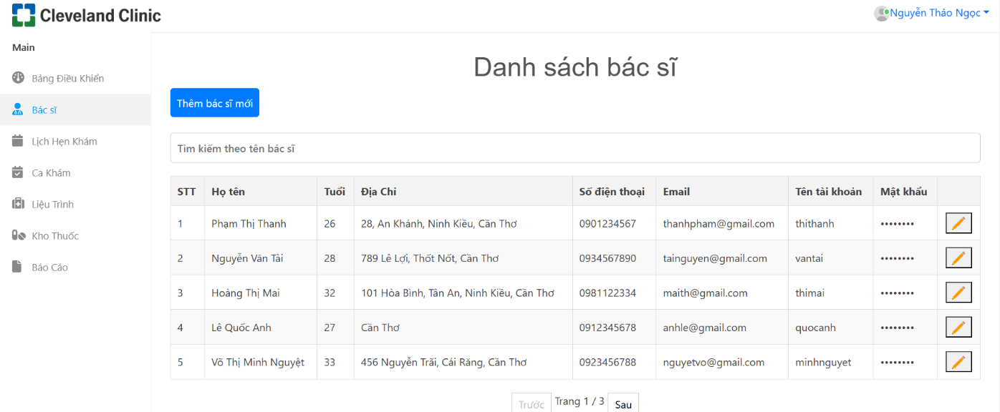 Cleveland Clinic
Nguyễn Thảo Ngọc
Main
Bảng Điều Khiển
Bác sĩ
Lịch Hẹn Khám
Ca Khám
Liệu Trình
Kho Thuốc
Báo Cáo
Danh sách bác sĩ
Thêm bác sĩ mới
Tìm kiếm theo tên bác sĩ
STT Họ tên Tuổi Địa Chỉ Số điện thoại Email Tên tài khoản Mật khẩu
1 Phạm Thị Thanh 26 28, An Khánh, Ninh Kiều, Cần Thơ 0901234567 thanhpham@gmail.com thithanh ••••••••
2 Nguyễn Văn Tài 28 789 Lê Lợi, Thốt Nốt, Cần Thơ 0934567890 tainguyen@gmail.com vantai ••••••••
3 Hoàng Thị Mai 32 101 Hòa Bình, Tân An, Ninh Kiều, Cần Thơ 0981122334 maith@gmail.com thimai ••••••••
4 Lê Quốc Anh 27 Cần Thơ 0912345678 anhle@gmail.com quocanh ••••••••
5 Võ Thị Minh Nguyệt 33 456 Nguyễn Trãi, Cái Răng, Cần Thơ 0923456788 nguyetvo@gmail.com minhnguyet ••••••••
Trước Trang 1 / 3 Sau